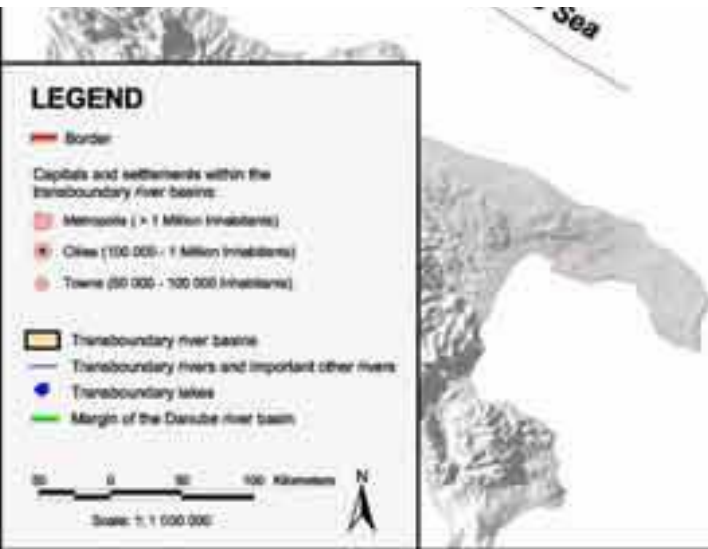 Sea
LEGEND
Border
Capitals and settlements within the
transboundary river basins:
Metropolis ( > 1 Million Inhabitants)
Cities (100 000 - 1 Million Inhabitants)
Towns (50 000 - 100 000 Inhabitants)
Transboundary river basins
Transboundary rivers and important other rivers
Transboundary lakes
Margin of the Danube river basin
50 0 50 100 Kilometers
N
Scale: 1: 1 000 000